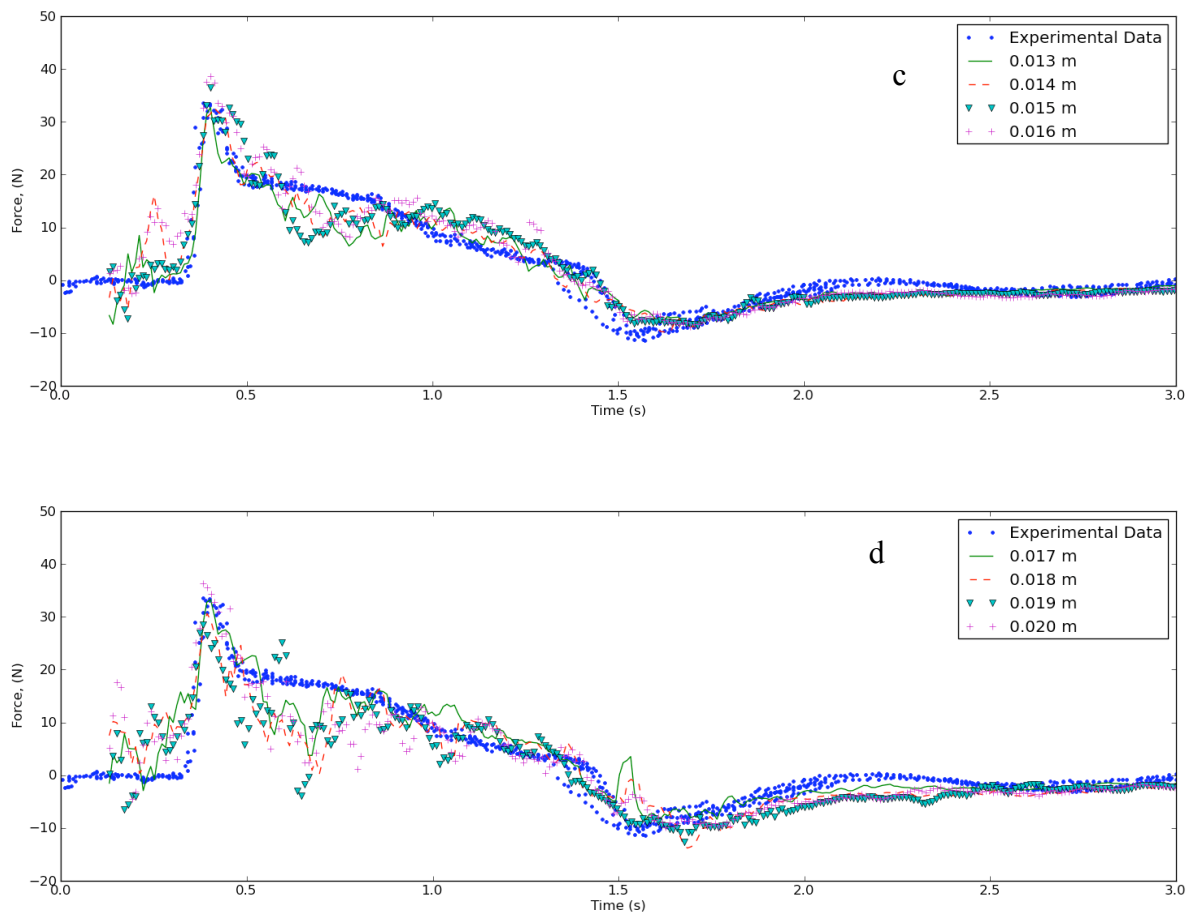 50
40
30
20
10
0
−10
−20
Force, (N)
c
Experimental Data
0.013 m
0.014 m
0.015 m
0.016 m
0.0 0.5 1.0 1.5 2.0 2.5 3.0
Time (s)
50
40
30
20
10
0
−10
−20
Force, (N)
d
Experimental Data
0.017 m
0.018 m
0.019 m
0.020 m
0.0 0.5 1.0 1.5 2.0 2.5 3.0
Time (s)